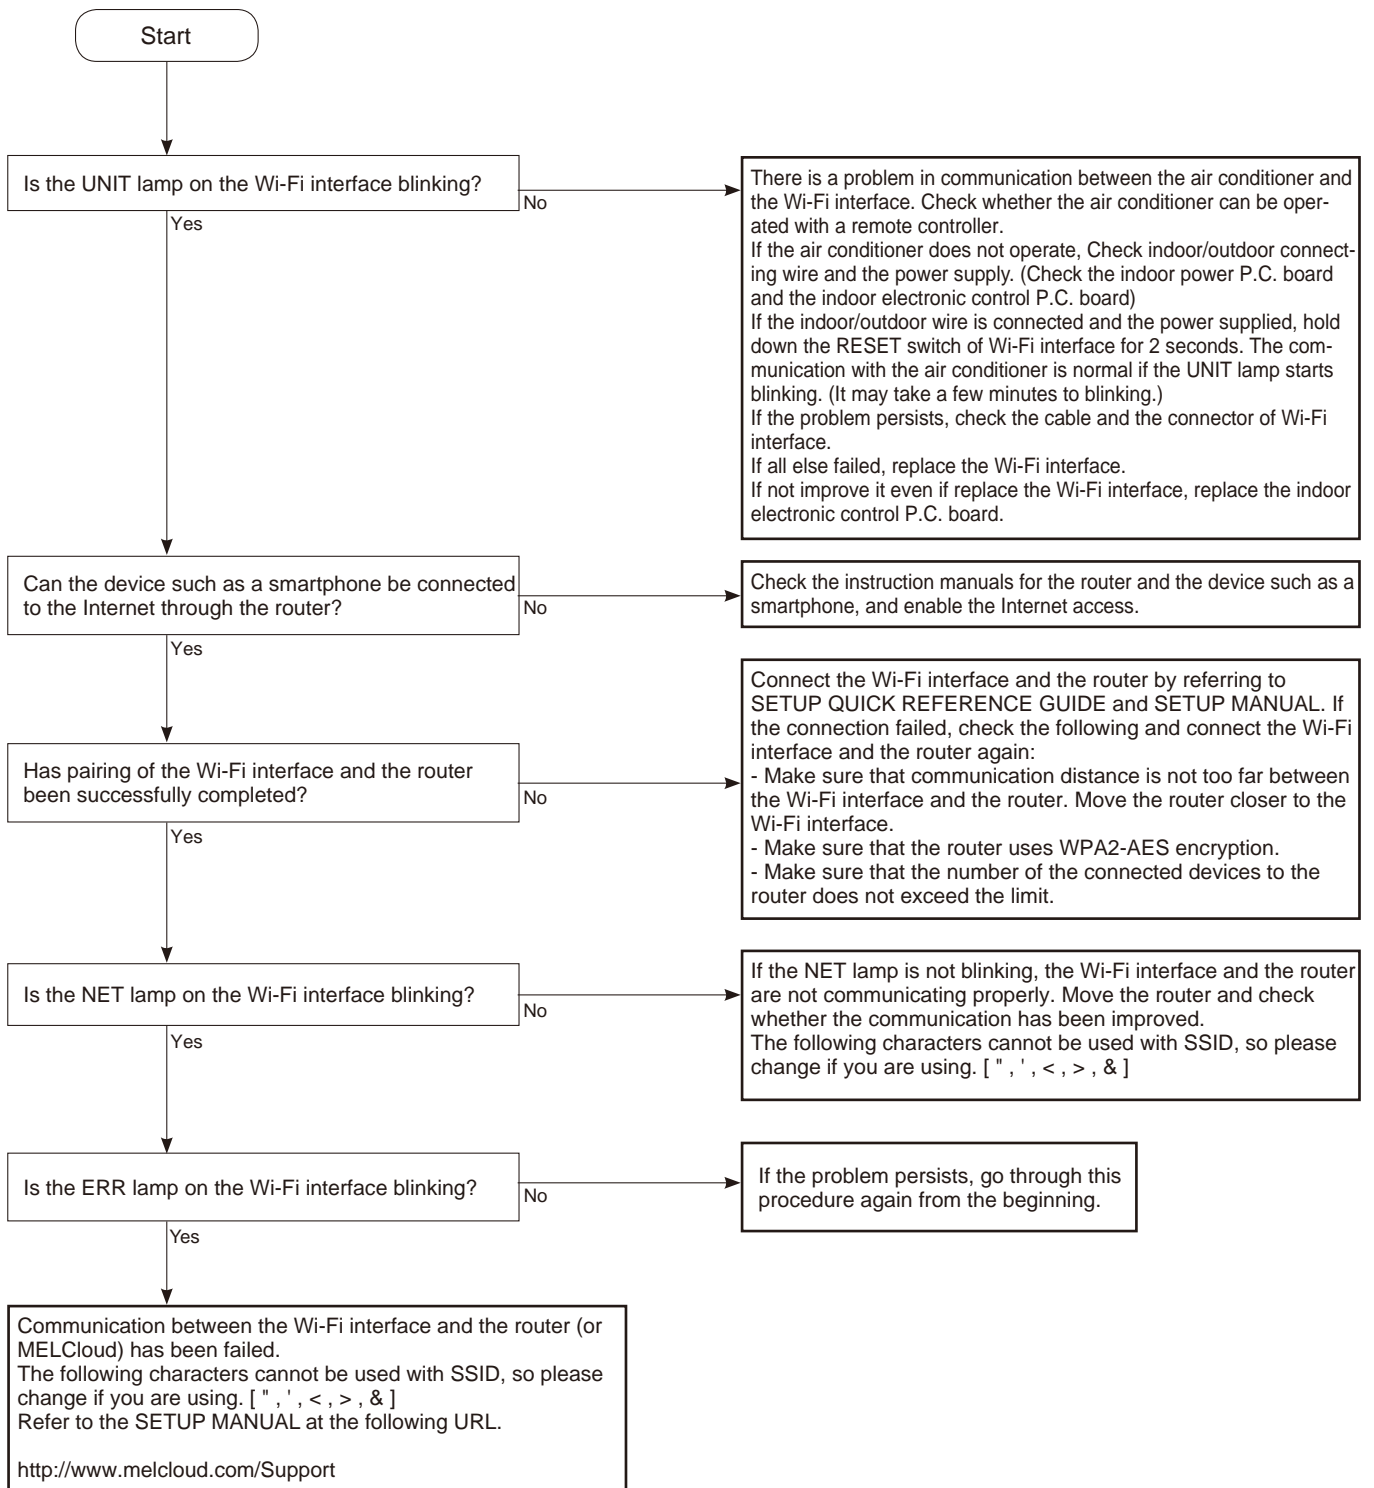 Start
Is the UNIT lamp on the Wi-Fi interface blinking?
No
Yes
There is a problem in communication between the air conditioner and
the Wi-Fi interface. Check whether the air conditioner can be oper-
ated with a remote controller.
If the air conditioner does not operate, Check indoor/outdoor connect-
ing wire and the power supply. (Check the indoor power P.C. board
and the indoor electronic control P.C. board)
If the indoor/outdoor wire is connected and the power supplied, hold
down the RESET switch of Wi-Fi interface for 2 seconds. The com-
munication with the air conditioner is normal if the UNIT lamp starts
blinking. (It may take a few minutes to blinking.)
If the problem persists, check the cable and the connector of Wi-Fi
interface.
If all else failed, replace the Wi-Fi interface.
If not improve it even if replace the Wi-Fi interface, replace the indoor
electronic control P.C. board.
Can the device such as a smartphone be connected
to the Internet through the router?
No
Yes
Check the instruction manuals for the router and the device such as a
smartphone, and enable the Internet access.
Has pairing of the Wi-Fi interface and the router
been successfully completed?
No
Yes
Connect the Wi-Fi interface and the router by referring to
SETUP QUICK REFERENCE GUIDE and SETUP MANUAL. If
the connection failed, check the following and connect the Wi-Fi
interface and the router again:
- Make sure that communication distance is not too far between
the Wi-Fi interface and the router. Move the router closer to the
Wi-Fi interface.
- Make sure that the router uses WPA2-AES encryption.
- Make sure that the number of the connected devices to the
router does not exceed the limit.
Is the NET lamp on the Wi-Fi interface blinking?
No
Yes
If the NET lamp is not blinking, the Wi-Fi interface and the router
are not communicating properly. Move the router and check
whether the communication has been improved.
The following characters cannot be used with SSID, so please
change if you are using. [ " , ' , < , > , & ]
Is the ERR lamp on the Wi-Fi interface blinking?
No
Yes
If the problem persists, go through this
procedure again from the beginning.
Communication between the Wi-Fi interface and the router (or
MELCloud) has been failed.
The following characters cannot be used with SSID, so please
change if you are using. [ " , ' , < , > , & ]
Refer to the SETUP MANUAL at the following URL.
http://www.melcloud.com/Support